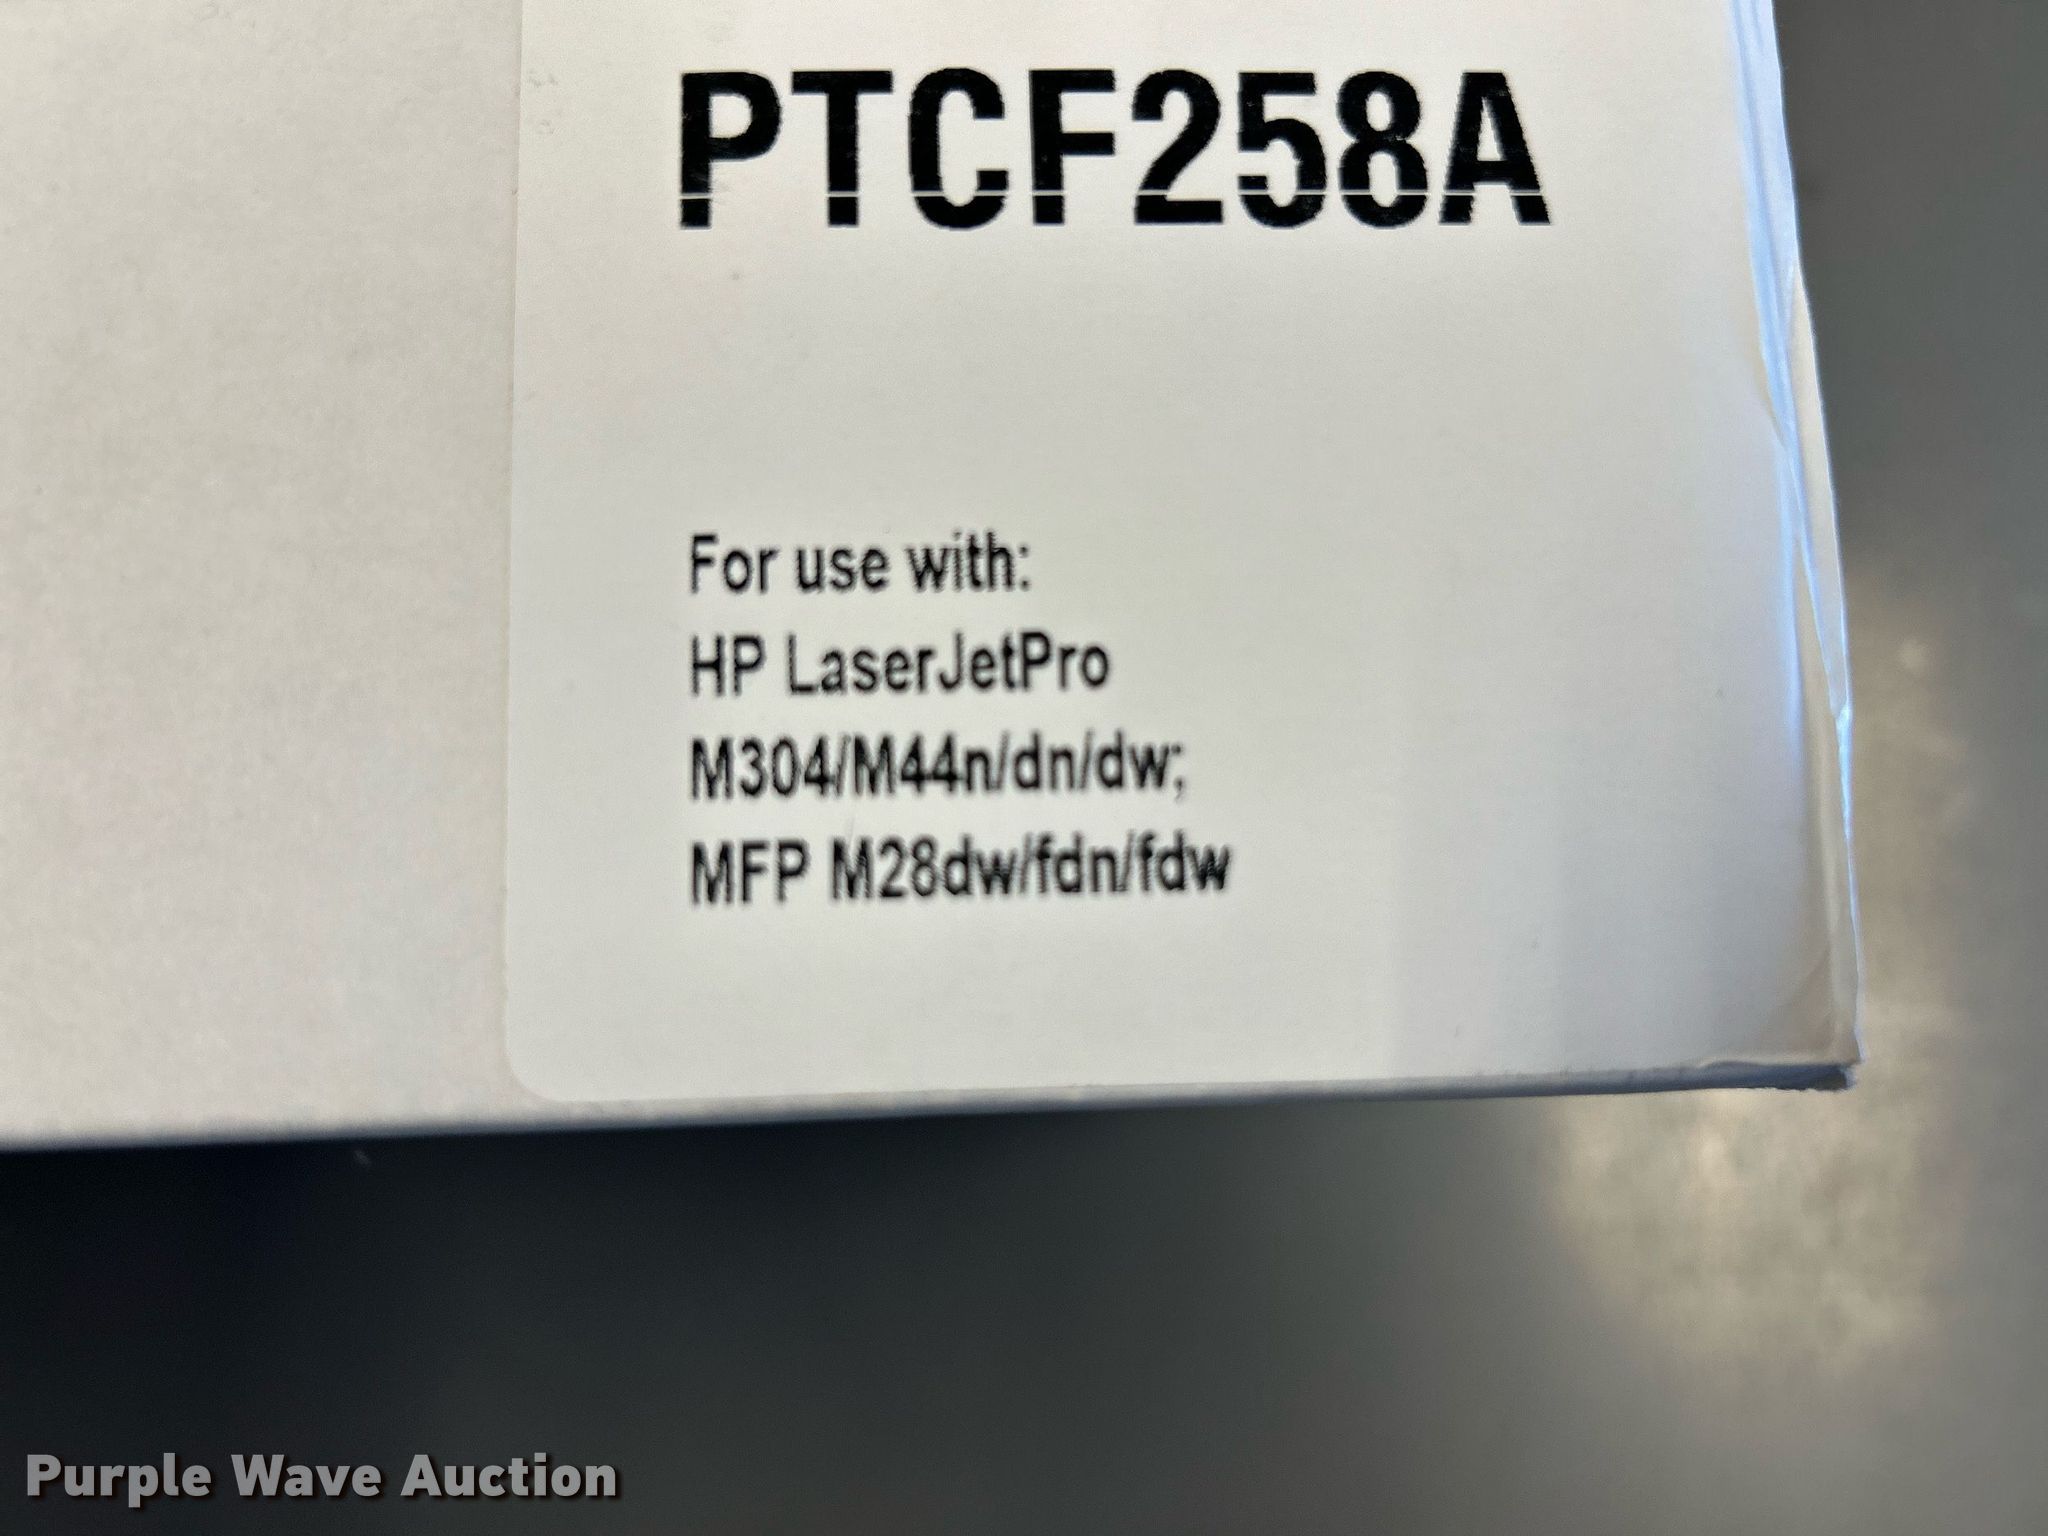 PTCF258A
For use with:
HP LaserJetPro
M304/M44n/dn/dw;
MFP M28dw/fdn/fdw
Purple Wave Auction